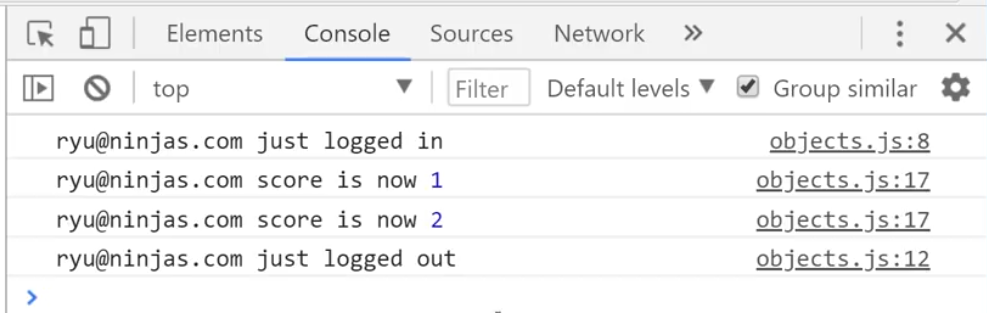 Elements Console Sources Network »
top ▼ Filter Default levels ▼ Group similar
ryu@ninjas.com just logged in objects.js:8
ryu@ninjas.com score is now 1 objects.js:17
ryu@ninjas.com score is now 2 objects.js:17
ryu@ninjas.com just logged out objects.js:12